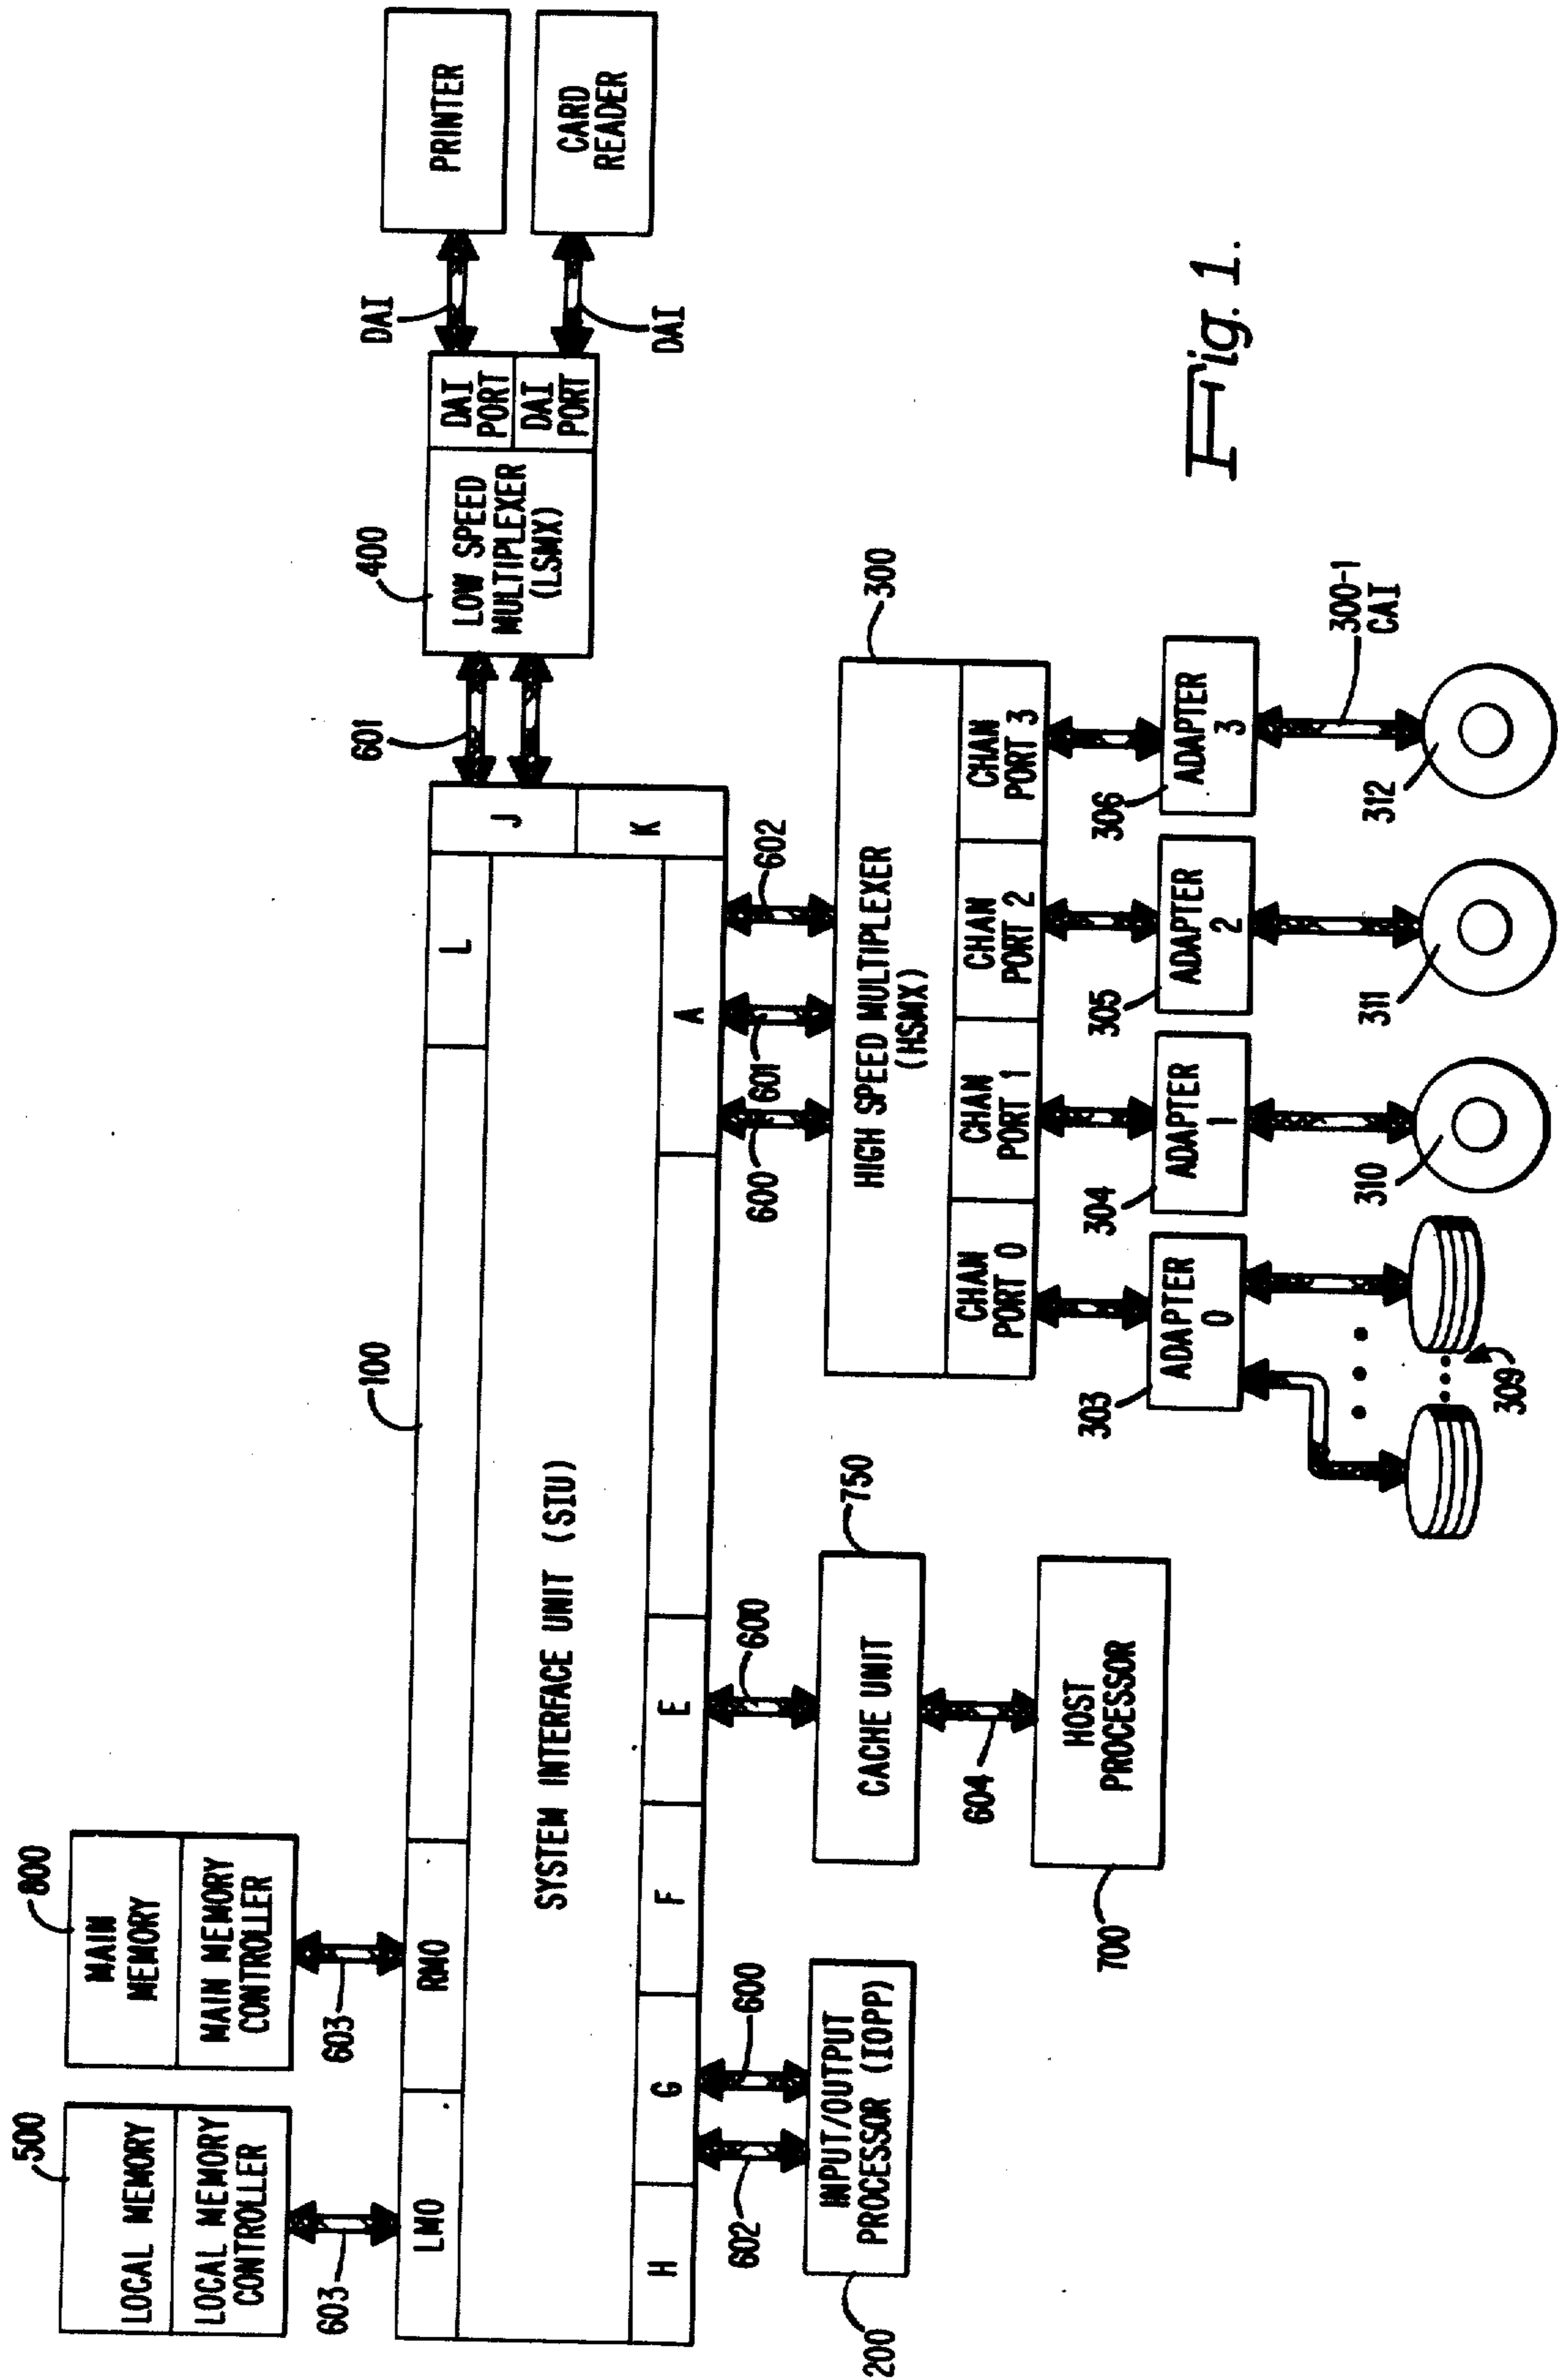 500
LOCAL MEMORY
LOCAL MEMORY
CONTROLLER
603
800
MAIN
MEMORY
MAIN MEMORY
CONTROLLER
603
LMO
RMO
100
L
J
K
SYSTEM INTERFACE UNIT (SIU)
H
G
F
E
A
601
400
LOW SPEED
MULTIPLEXER
(LSMX)
DAI
PORT
DAI
PORT
DAI
DAI
PRINTER
CARD
READER
602
600
INPUT/OUTPUT
PROCESSOR (IOPP)
200
600
CACHE UNIT
750
604
HOST
PROCESSOR
700
600
601
602
HIGH SPEED MULTIPLEXER
(HSMX)
300
CHAN
PORT 0
CHAN
PORT 1
CHAN
PORT 2
CHAN
PORT 3
303
ADAPTER
0
304
ADAPTER
1
305
ADAPTER
2
306
ADAPTER
3
300-1
CAI
309
310
311
312
Fig. 1.